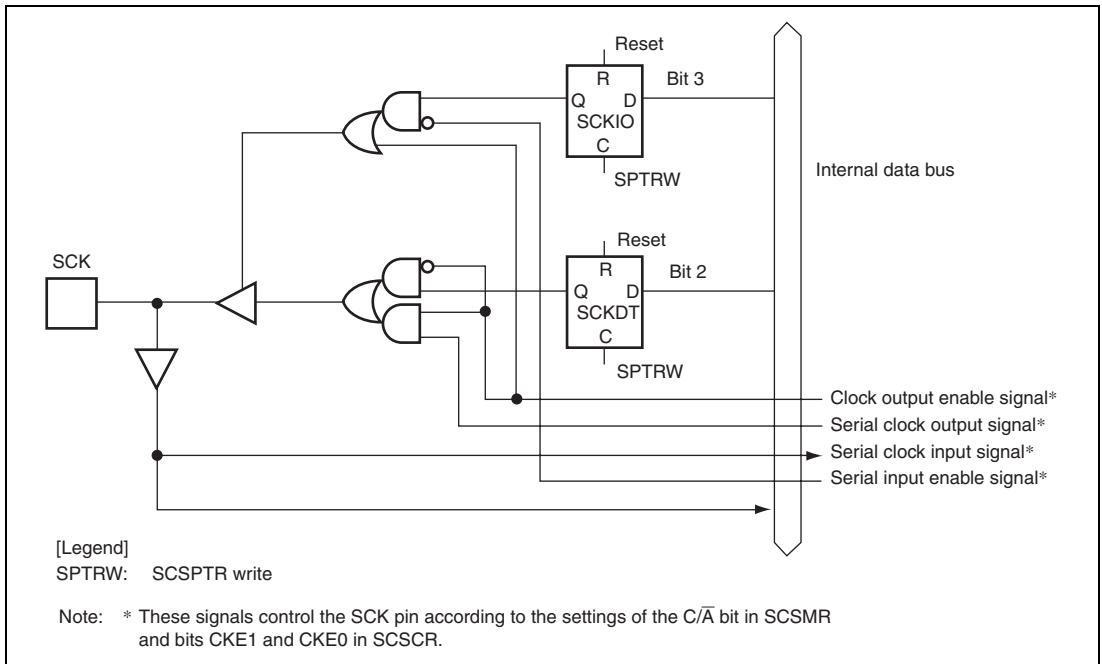 Reset
R
Bit 3
Q D
SCKIO
C
SPTRW
Internal data bus
Reset
R
Bit 2
Q D
SCKDT
C
SPTRW
SCK
Clock output enable signal*
Serial clock output signal*
Serial clock input signal*
Serial input enable signal*
[Legend]
SPTRW: SCSPTR write
Note: * These signals control the SCK pin according to the settings of the C/A̅ bit in SCSMR
and bits CKE1 and CKE0 in SCSCR.